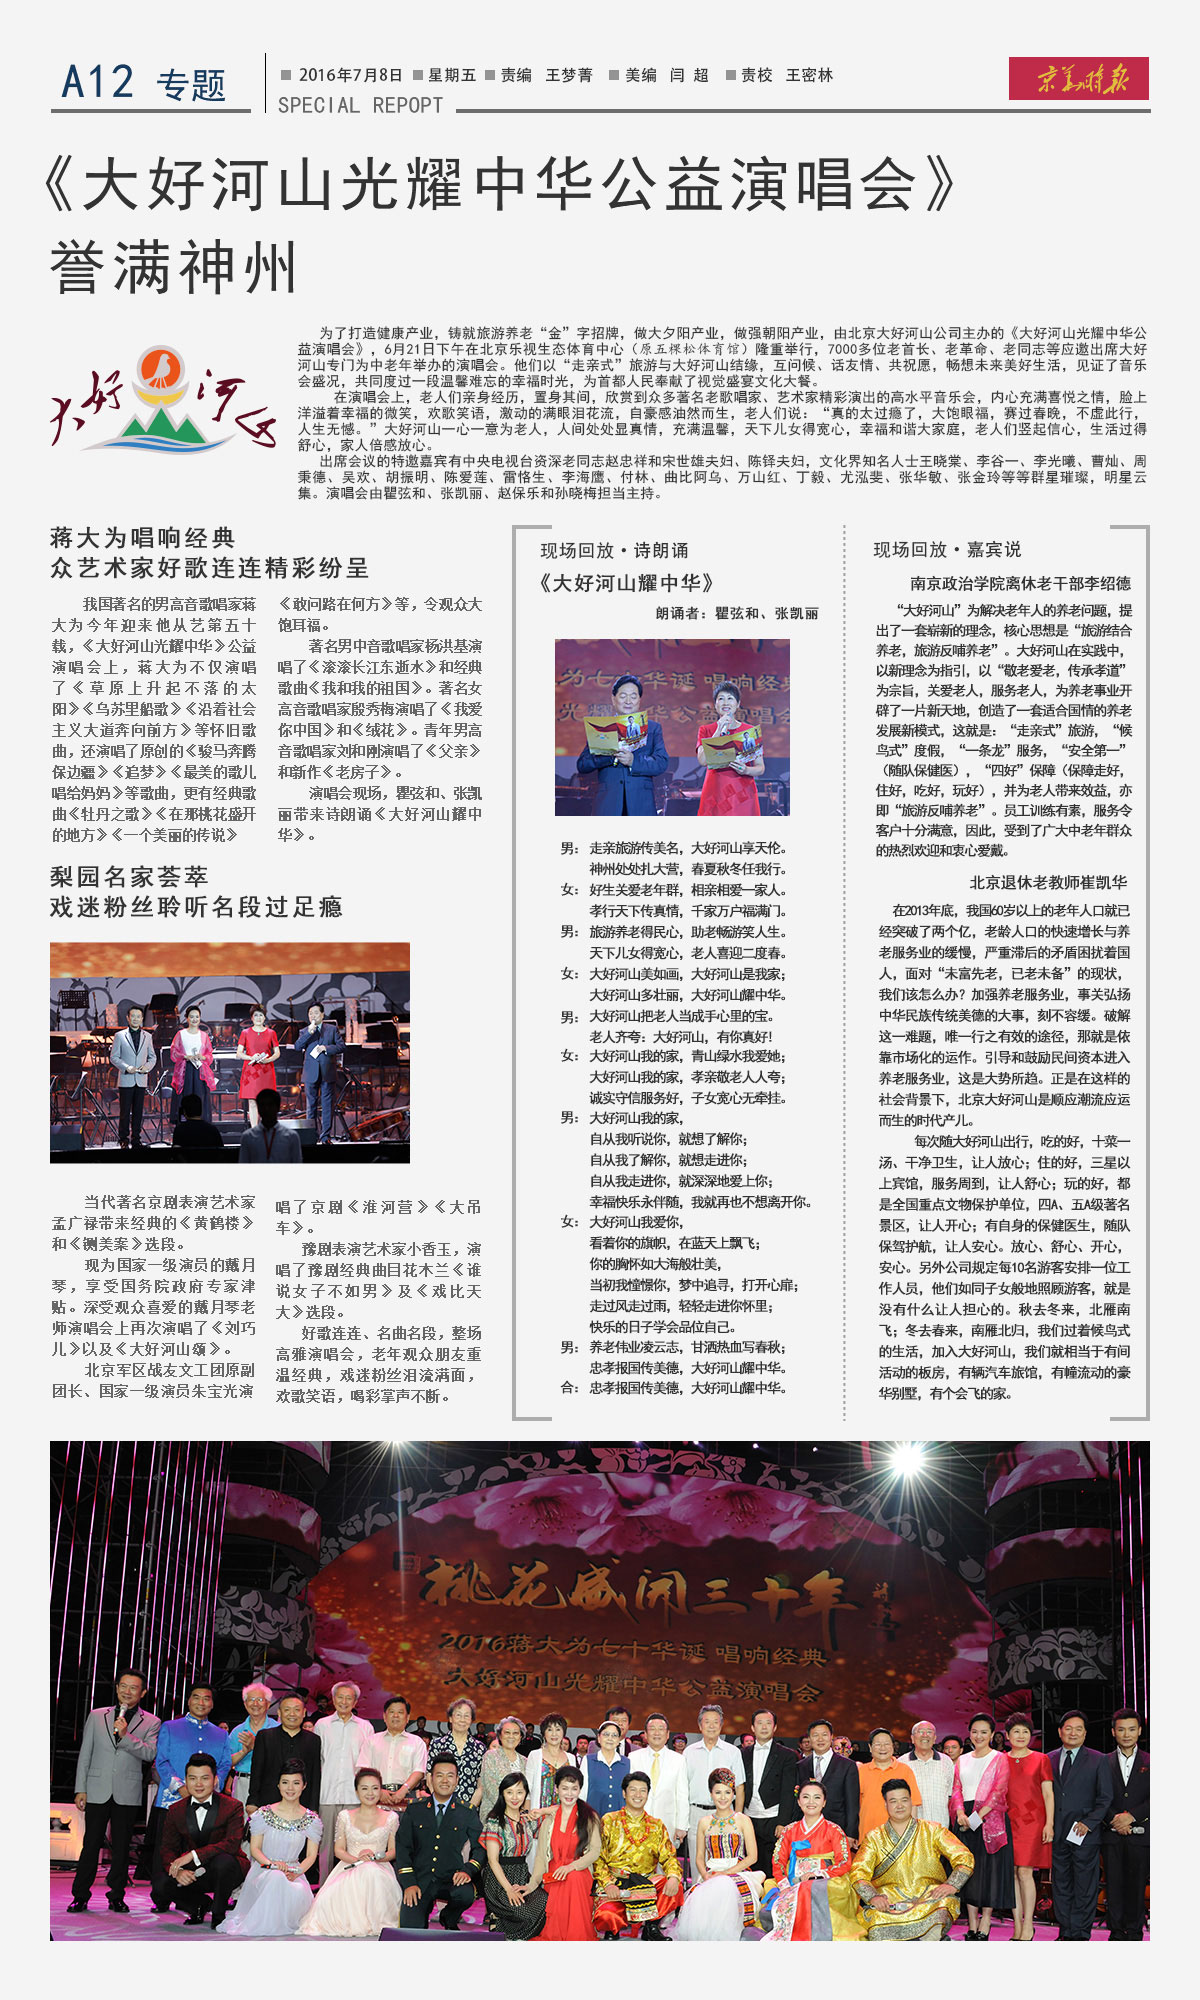 A12 专题
■ 2016年7月8日 ■ 星期五 ■ 责编 王梦菁 ■ 美编 闫 超 ■ 责校 王密林
SPECIAL REPOPT
京华时报
《大好河山光耀中华公益演唱会》
誉满神州
大好河山
为了打造健康产业，铸就旅游养老“金”字招牌，做大夕阳产业，做强朝阳产业，由北京大好河山公司主办的《大好河山光耀中华公
益演唱会》，6月21日下午在北京乐视生态体育中心（原五棵松体育馆）隆重举行，7000多位老首长、老革命、老同志等应邀出席大好
河山专门为中老年举办的演唱会。他们以“走亲式”旅游与大好河山结缘，互问候、话友情、共祝愿，畅想未来美好生活，见证了音乐
会盛况，共同度过一段温馨难忘的幸福时光，为首都人民奉献了视觉盛宴文化大餐。
在演唱会上，老人们亲身经历，置身其间，欣赏到众多著名老歌唱家、艺术家精彩演出的高水平音乐会，内心充满喜悦之情，脸上
洋溢着幸福的微笑，欢歌笑语，激动的满眼泪花流，自豪感油然而生，老人们说：“真的太过瘾了，大饱眼福，赛过春晚，不虚此行，
人生无憾。”大好河山一心一意为老人，人间处处显真情，充满温馨，天下儿女得宽心，幸福和谐大家庭，老人们竖起信心，生活过得
舒心，家人倍感放心。
出席会议的特邀嘉宾有中央电视台资深老同志赵忠祥和宋世雄夫妇、陈铎夫妇，文化界知名人士王晓棠、李谷一、李光曦、曹灿、周
秉德、吴欢、胡振明、陈爱莲、雷恪生、李海鹰、付林、曲比阿乌、万山红、丁毅、尤泓斐、张华敏、张金玲等等群星璀璨，明星云
集。演唱会由瞿弦和、张凯丽、赵保乐和孙晓梅担当主持。
蒋大为唱响经典
众艺术家好歌连连精彩纷呈
我国著名的男高音歌唱家蒋
大为今年迎来他从艺第五十
载，《大好河山光耀中华》公益
演唱会上，蒋大为不仅演唱
了《草原上升起不落的太
阳》《乌苏里船歌》《沿着社会
主义大道奔向前方》等怀旧歌
曲，还演唱了原创的《骏马奔腾
保边疆》《追梦》《最美的歌儿
唱给妈妈》等歌曲，更有经典歌
曲《牡丹之歌》《在那桃花盛开
的地方》《一个美丽的传说》
《敢问路在何方》等，令观众大
饱耳福。
著名男中音歌唱家杨洪基演
唱了《滚滚长江东逝水》和经典
歌曲《我和我的祖国》。著名女
高音歌唱家殷秀梅演唱了《我爱
你中国》和《绒花》。青年男高
音歌唱家刘和刚演唱了《父亲》
和新作《老房子》。
演唱会现场，瞿弦和、张凯
丽带来诗朗诵《大好河山耀中
华》。
梨园名家荟萃
戏迷粉丝聆听名段过足瘾
当代著名京剧表演艺术家
孟广禄带来经典的《黄鹤楼》
和《铡美案》选段。
现为国家一级演员的戴月
琴，享受国务院政府专家津
贴。深受观众喜爱的戴月琴老
师演唱会上再次演唱了《刘巧
儿》以及《大好河山颂》。
北京军区战友文工团原副
团长、国家一级演员朱宝光演
唱了京剧《淮河营》《大吊
车》。
豫剧表演艺术家小香玉，演
唱了豫剧经典曲目花木兰《谁
说女子不如男》及《戏比天
大》选段。
好歌连连、名曲名段，整场
高雅演唱会，老年观众朋友重
温经典，戏迷粉丝泪流满面，
欢歌笑语，喝彩掌声不断。
现场回放·诗朗诵
《大好河山耀中华》
朗诵者：瞿弦和、张凯丽
为七十华诞 唱响经典
光耀中华公益演唱会
男：走亲旅游传美名，大好河山享天伦。
神州处处扎大营，春夏秋冬任我行。
女：好生关爱老年群，相亲相爱一家人。
孝行天下传真情，千家万户福满门。
男：旅游养老得民心，助老畅游笑人生。
天下儿女得宽心，老人喜迎二度春。
女：大好河山美如画，大好河山是我家；
大好河山多壮丽，大好河山耀中华。
男：大好河山把老人当成手心里的宝。
老人齐夸：大好河山，有你真好！
女：大好河山我的家，青山绿水我爱她；
大好河山我的家，孝亲敬老人人夸；
诚实守信服务好，子女宽心无牵挂。
男：大好河山我的家，
自从我听说你，就想了解你；
自从我了解你，就想走进你；
自从我走进你，就深深地爱上你；
幸福快乐永伴随，我就再也不想离开你。
女：大好河山我爱你，
看着你的旗帜，在蓝天上飘飞；
你的胸怀如大海般壮美，
当初我憧憬你，梦中追寻，打开心扉；
走过风走过雨，轻轻走进你怀里；
快乐的日子学会品位自己。
男：养老伟业凌云志，甘洒热血写春秋；
忠孝报国传美德，大好河山耀中华。
合：忠孝报国传美德，大好河山耀中华。
现场回放·嘉宾说
南京政治学院离休老干部李绍德
“大好河山”为解决老年人的养老问题，提
出了一套崭新的理念，核心思想是“旅游结合
养老，旅游反哺养老”。大好河山在实践中，
以新理念为指引，以“敬老爱老，传承孝道”
为宗旨，关爱老人，服务老人，为养老事业开
辟了一片新天地，创造了一套适合国情的养老
发展新模式，这就是：“走亲式”旅游，“候
鸟式”度假，“一条龙”服务，“安全第一”
（随队保健医），“四好”保障（保障走好，
住好，吃好，玩好），并为老人带来效益，亦
即“旅游反哺养老”。员工训练有素，服务令
客户十分满意，因此，受到了广大中老年群众
的热烈欢迎和衷心爱戴。
北京退休老教师崔凯华
在2013年底，我国60岁以上的老年人口就已
经突破了两个亿，老龄人口的快速增长与养
老服务业的缓慢，严重滞后的矛盾困扰着国
人，面对“未富先老，已老未备”的现状，
我们该怎么办？加强养老服务业，事关弘扬
中华民族传统美德的大事，刻不容缓。破解
这一难题，唯一行之有效的途径，那就是依
靠市场化的运作。引导和鼓励民间资本进入
养老服务业，这是大势所趋。正是在这样的
社会背景下，北京大好河山是顺应潮流应运
而生的时代产儿。
每次随大好河山出行，吃的好，十菜一
汤、干净卫生，让人放心；住的好，三星以
上宾馆，服务周到，让人舒心；玩的好，都
是全国重点文物保护单位，四A、五A级著名
景区，让人开心；有自身的保健医生，随队
保驾护航，让人安心。放心、舒心、开心，
安心。另外公司规定每10名游客安排一位工
作人员，他们如同子女般地照顾游客，就是
没有什么让人担心的。秋去冬来，北雁南
飞；冬去春来，南雁北归，我们过着候鸟式
的生活，加入大好河山，我们就相当于有间
活动的板房，有辆汽车旅馆，有幢流动的豪
华别墅，有个会飞的家。
桃花盛开三十年
2016蒋大为七十华诞 唱响经典
大好河山光耀中华公益演唱会